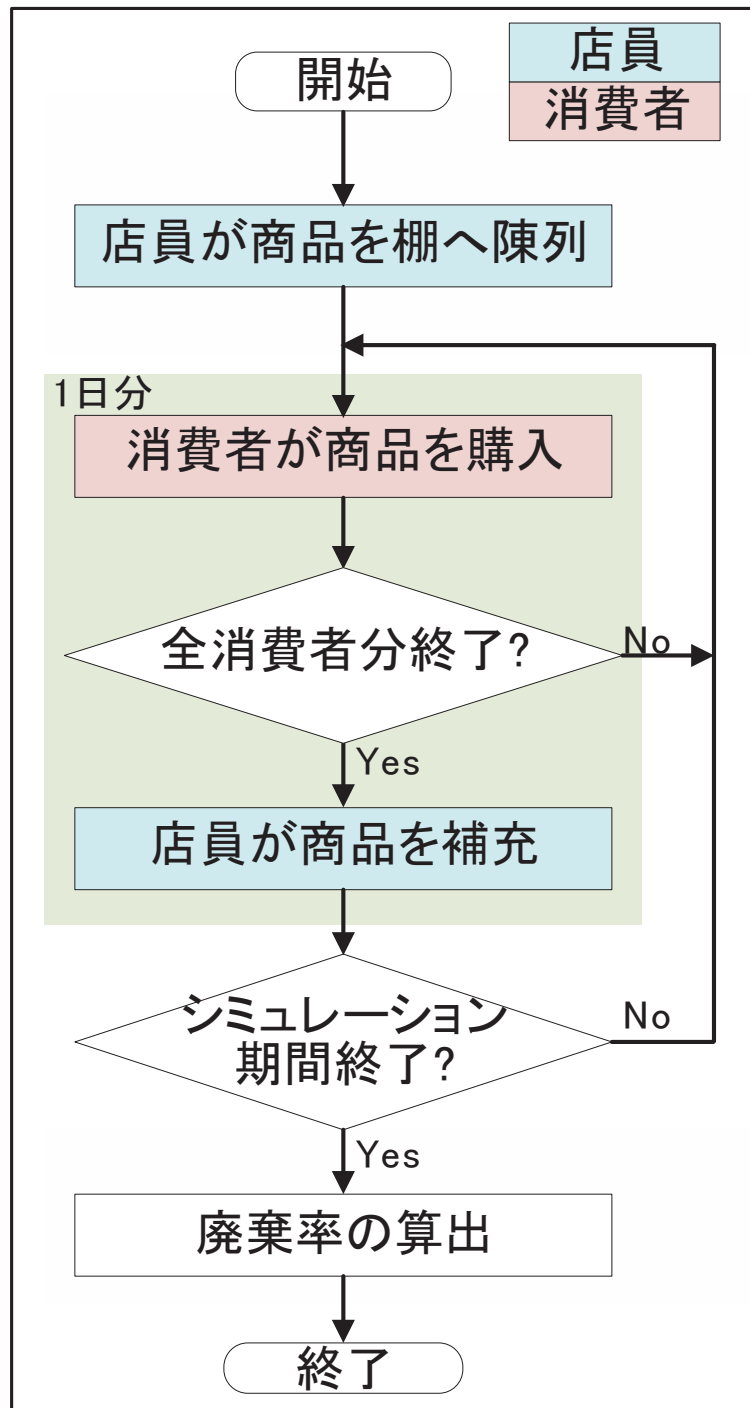 開始
店員
消費者
店員が商品を棚へ陳列
1日分
消費者が商品を購入
全消費者分終了?
No
Yes
店員が商品を補充
シミュレーション
期間終了?
No
Yes
廃棄率の算出
終了